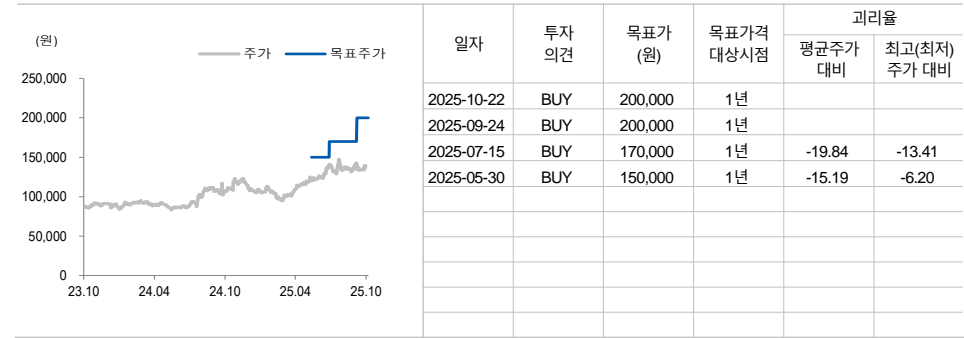 (원)
주가 목표주가
250,000
200,000
150,000
100,000
50,000
0
23.10 24.04 24.10 25.04 25.10
일자 투자의견 목표가(원) 목표가격대상시점 괴리율
평균주가대비 최고(최저)주가 대비
2025-10-22 BUY 200,000 1년
2025-09-24 BUY 200,000 1년
2025-07-15 BUY 170,000 1년 -19.84 -13.41
2025-05-30 BUY 150,000 1년 -15.19 -6.20